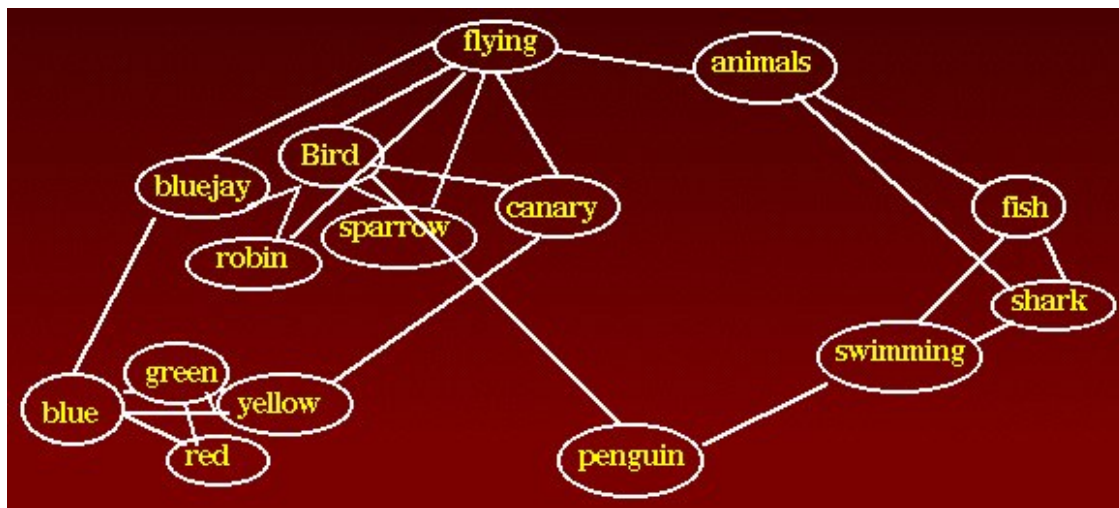 flying
animals
Bird
bluejay
canary
fish
sparrow
robin
shark
swimming
green
yellow
blue
red
penguin